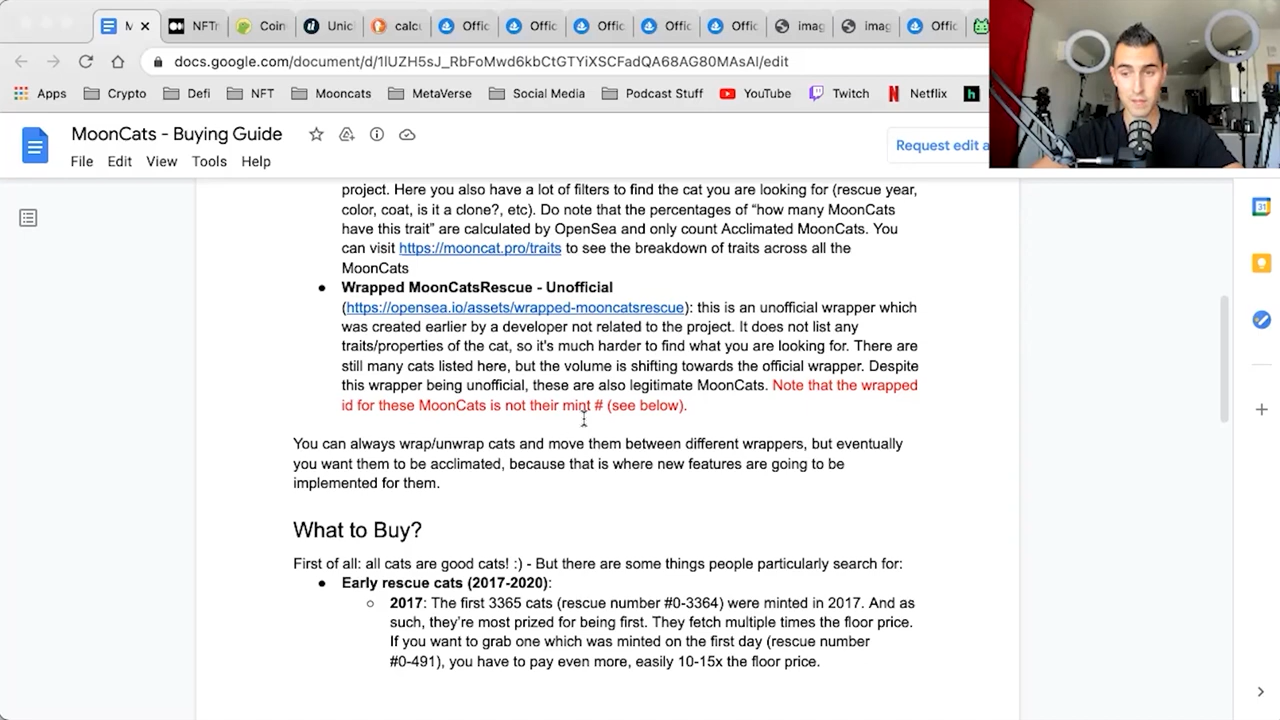 M
NFTr
Coin
Unic
calcu
Offic
Offic
Offic
Offic
Offic
imag
imag
Offic
docs.google.com/document/d/1lUZH5sJ_RbFoMwd6kbCtGTYiXSCFadQA68AG80MAsAI/edit
Apps
Crypto
Defi
NFT
Mooncats
MetaVerse
Social Media
Podcast Stuff
YouTube
Twitch
Netflix
MoonCats - Buying Guide
Request edit a
File Edit View Tools Help
project. Here you also have a lot of filters to find the cat you are looking for (rescue year,
color, coat, is it a clone?, etc). Do note that the percentages of “how many MoonCats
have this trait” are calculated by OpenSea and only count Acclimated MoonCats. You
can visit https://mooncat.pro/traits to see the breakdown of traits across all the
MoonCats
● Wrapped MoonCatsRescue - Unofficial
(https://opensea.io/assets/wrapped-mooncatsrescue): this is an unofficial wrapper which
was created earlier by a developer not related to the project. It does not list any
traits/properties of the cat, so it's much harder to find what you are looking for. There are
still many cats listed here, but the volume is shifting towards the official wrapper. Despite
this wrapper being unofficial, these are also legitimate MoonCats. Note that the wrapped
id for these MoonCats is not their mint # (see below).
You can always wrap/unwrap cats and move them between different wrappers, but eventually
you want them to be acclimated, because that is where new features are going to be
implemented for them.
What to Buy?
First of all: all cats are good cats! :) - But there are some things people particularly search for:
● Early rescue cats (2017-2020):
○ 2017: The first 3365 cats (rescue number #0-3364) were minted in 2017. And as
such, they’re most prized for being first. They fetch multiple times the floor price.
If you want to grab one which was minted on the first day (rescue number
#0-491), you have to pay even more, easily 10-15x the floor price.